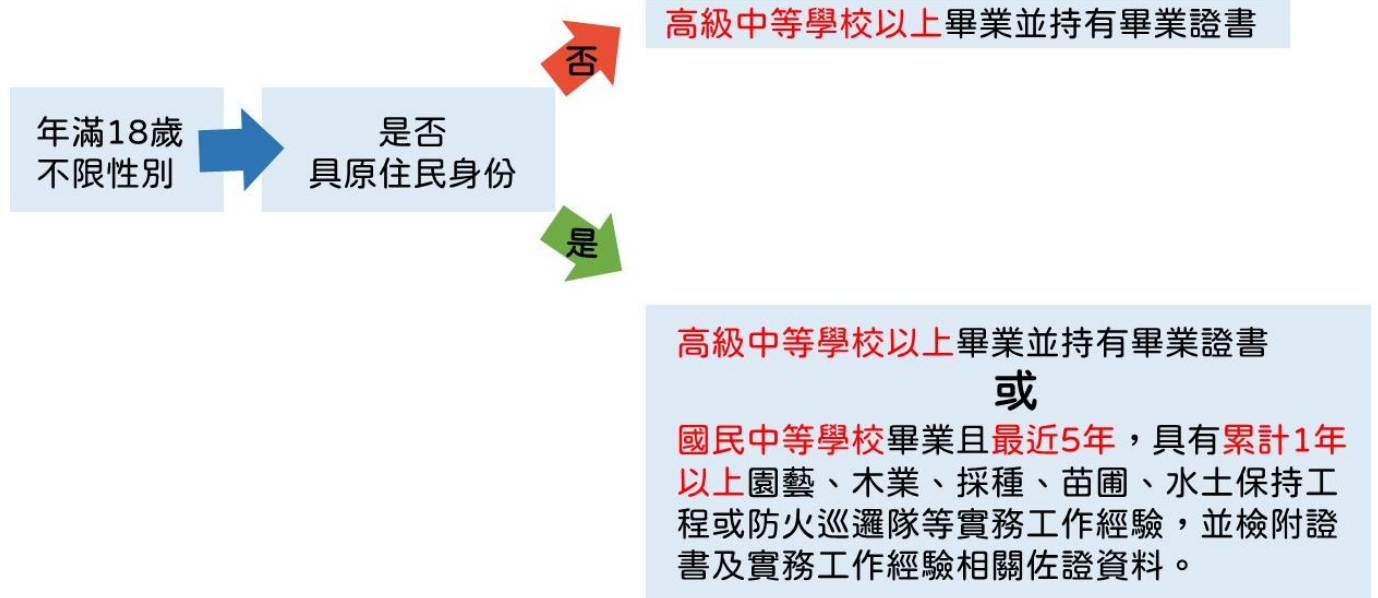 高級中等學校以上畢業並持有畢業證書
否
年滿18歲
不限性別
是否
具原住民身份
是
高級中等學校以上畢業並持有畢業證書
或
國民中等學校畢業且最近5年，具有累計1年
以上園藝、木業、採種、苗圃、水土保持工
程或防火巡邏隊等實務工作經驗，並檢附證
書及實務工作經驗相關佐證資料。